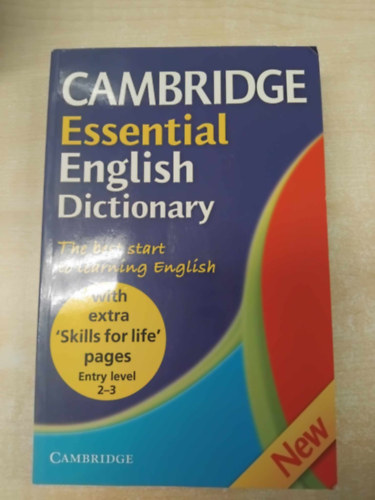 CAMBRIDGE
Essential
English
Dictionary
The best start
to learning English
with
extra
'Skills for life'
pages
Entry level
2–3
New
CAMBRIDGE